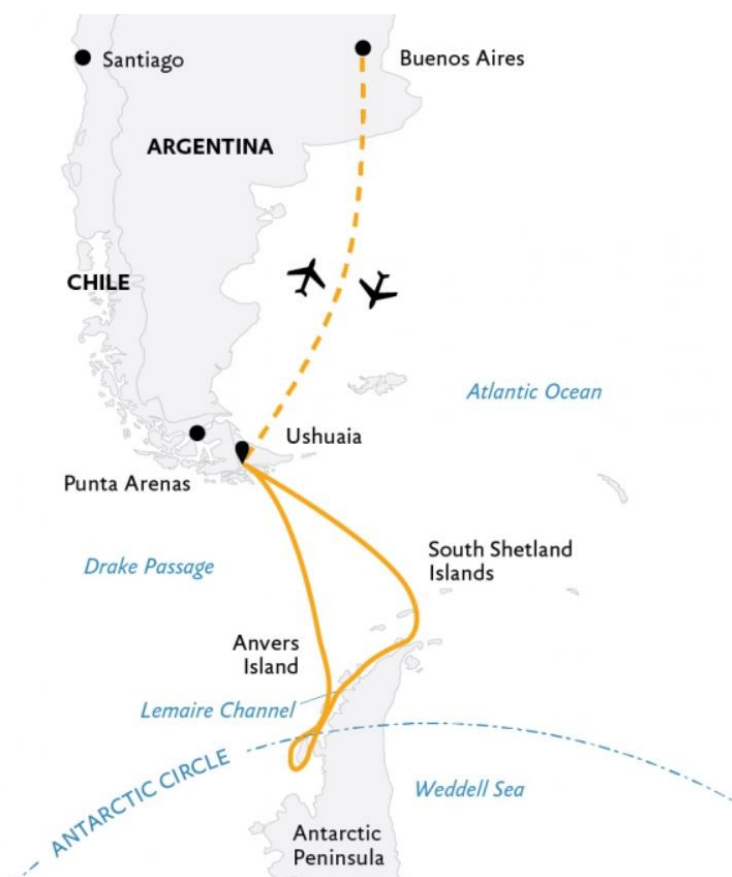 Santiago
Buenos Aires
ARGENTINA
CHILE
Atlantic Ocean
Ushuaia
Punta Arenas
South Shetland
Islands
Drake Passage
Anvers
Island
Lemaire Channel
ANTARCTIC CIRCLE
Weddell Sea
Antarctic
Peninsula